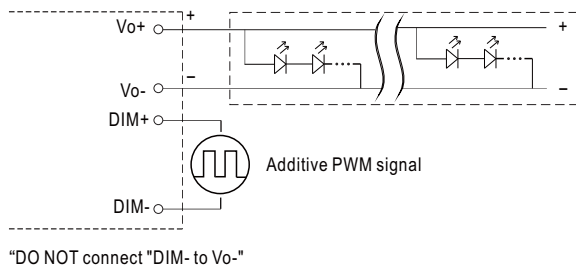 Vo+
+
+
Vo-
−
−
DIM+
Additive PWM signal
DIM-
“DO NOT connect "DIM- to Vo-"